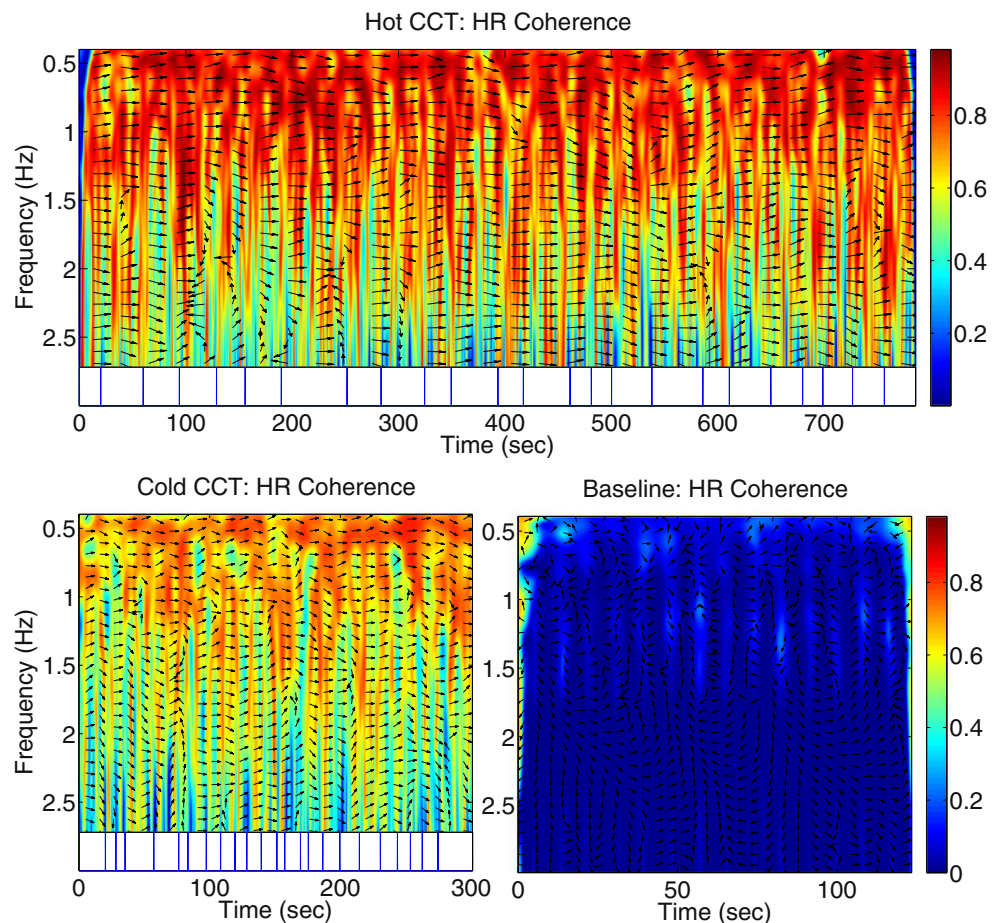 Hot CCT: HR Coherence
Frequency (Hz)
0.5
1
1.5
2
2.5
0 100 200 300 400 500 600 700
Time (sec)
0.8
0.6
0.4
0.2
Cold CCT: HR Coherence
Frequency (Hz)
0.5
1
1.5
2
2.5
0 100 200 300
Time (sec)
Baseline: HR Coherence
0.5
1
1.5
2
2.5
0 50 100
Time (sec)
0.8
0.6
0.4
0.2
0